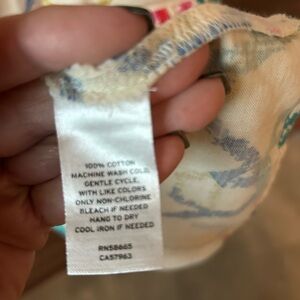 100% COTTON
MACHINE WASH COLD,
GENTLE CYCLE,
WITH LIKE COLORS
ONLY NON-CHLORINE
BLEACH IF NEEDED
HANG TO DRY
COOL IRON IF NEEDED
RN58665
CA57963